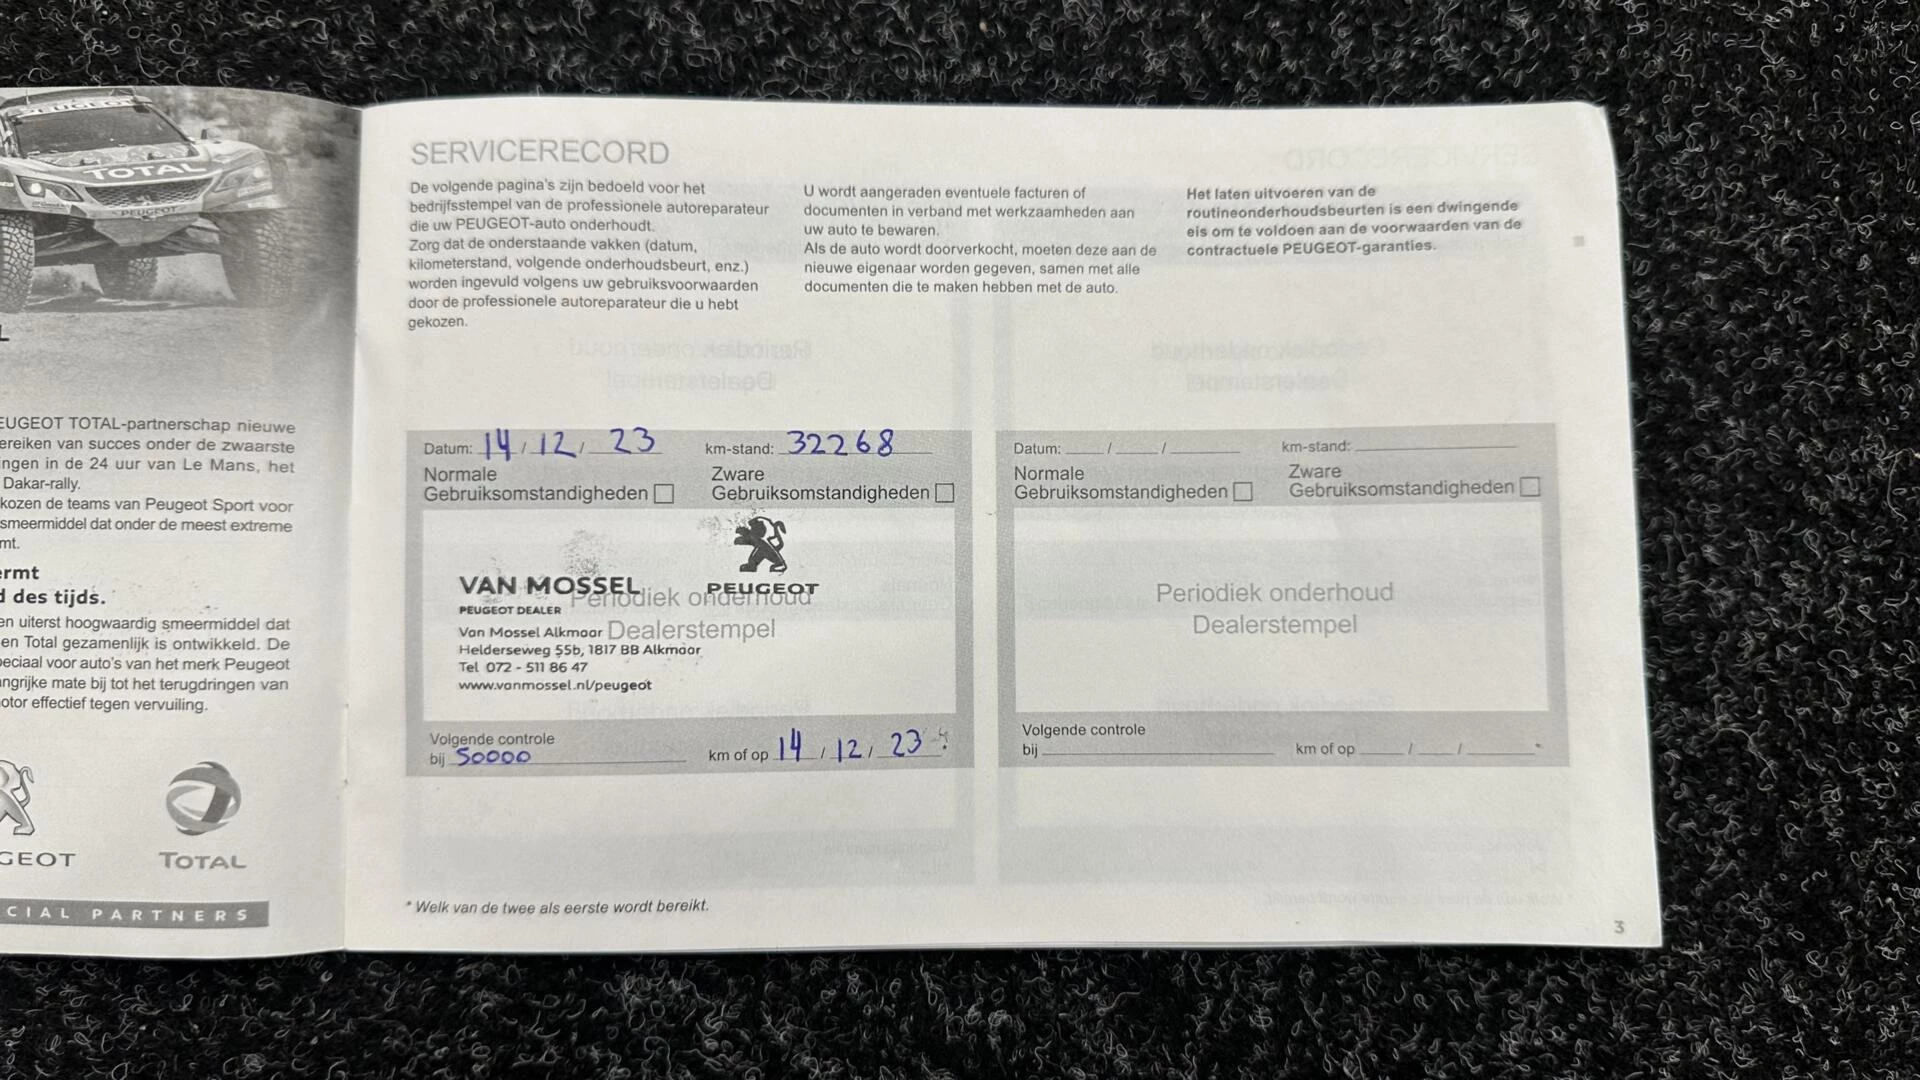 PEUGEOT
TOTAL
PEUGEOT
L
EUGEOT TOTAL-partnerschap nieuwe
ereiken van succes onder de zwaarste
ngen in de 24 uur van Le Mans, het
Dakar-rally.
kozen de teams van Peugeot Sport voor
smeermiddel dat onder de meest extreme
mt.
ermt
d des tijds.
en uiterst hoogwaardig smeermiddel dat
en Total gezamenlijk is ontwikkeld. De
peciaal voor auto's van het merk Peugeot
angrijke mate bij tot het terugdringen van
otor effectief tegen vervuiling.
GEOT TOTAL
CIAL PARTNERS
SERVICERECORD
De volgende pagina's zijn bedoeld voor het
bedrijfsstempel van de professionele autoreparateur
die uw PEUGEOT-auto onderhoudt.
Zorg dat de onderstaande vakken (datum,
kilometerstand, volgende onderhoudsbeurt, enz.)
worden ingevuld volgens uw gebruiksvoorwaarden
door de professionele autoreparateur die u hebt
gekozen.
U wordt aangeraden eventuele facturen of
documenten in verband met werkzaamheden aan
uw auto te bewaren.
Als de auto wordt doorverkocht, moeten deze aan de
nieuwe eigenaar worden gegeven, samen met alle
documenten die te maken hebben met de auto.
Het laten uitvoeren van de
routineonderhoudsbeurten is een dwingende
eis om te voldoen aan de voorwaarden van de
contractuele PEUGEOT-garanties.
Datum: 14 / 12 / 23 km-stand: 32268
Normale Zware
Gebruiksomstandigheden Gebruiksomstandigheden
VAN MOSSEL PEUGEOT
PEUGEOT DEALER
Periodiek onderhoud
Dealerstempel
Van Mossel Alkmaar
Helderseweg 55b, 1817 BB Alkmaar
Tel 072 - 511 86 47
www.vanmossel.nl/peugeot
Volgende controle
bij 50000 km of op 14 / 12 / 23 *
Datum: / / km-stand:
Normale Zware
Gebruiksomstandigheden Gebruiksomstandigheden
Periodiek onderhoud
Dealerstempel
Volgende controle
bij km of op / / *
* Welk van de twee als eerste wordt bereikt.
3